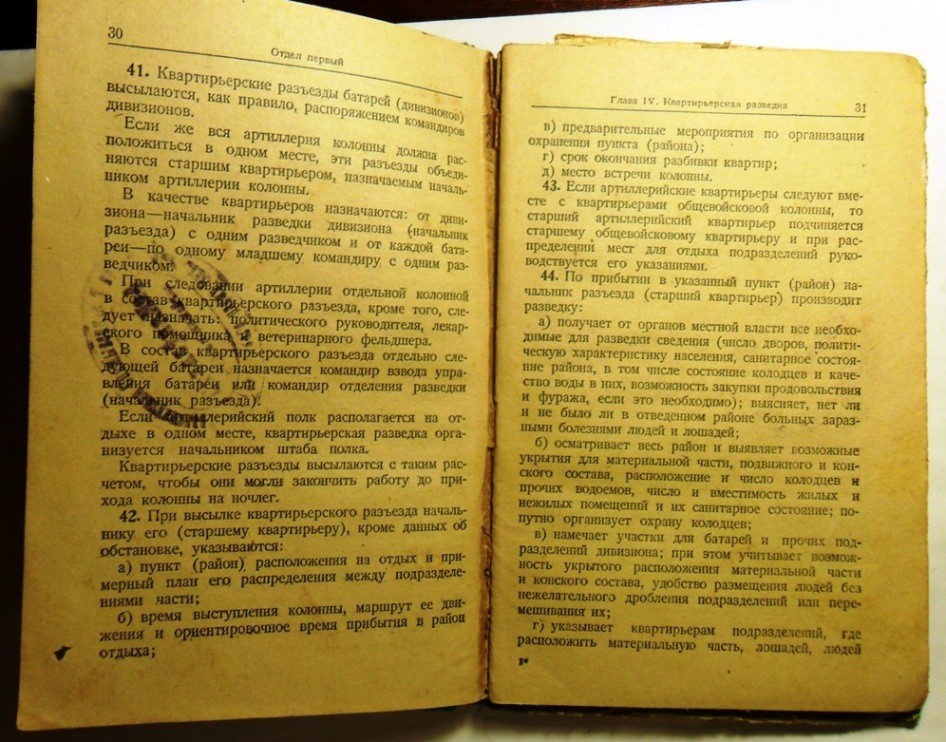 30
Отдел первый
41. Квартирьерские разъезды батарей (дивизионов)
высылаются, как правило, распоряжением командиров
дивизионов.
Если же вся артиллерия колонны должна рас-
положиться в одном месте, эти разъезды объеди-
няются старшим квартирьером, назначаемым началь-
ником артиллерии колонны.
В качестве квартирьеров назначаются: от диви-
зиона—начальник разведки дивизиона (начальник
разъезда) с одним разведчиком и от каждой бата-
реи—по одному младшему командиру с одним раз-
ведчиком.
При следовании артиллерии отдельной колонной
в состав квартирьерского разъезда, кроме того, сле-
дует назначать: политического руководителя, лекар-
ского помощника и ветеринарного фельдшера.
В состав квартирьерского разъезда отдельно сле-
дующей батареи назначается командир взвода упра-
вления батареи или командир отделения разведки
(начальник разъезда).
Если артиллерийский полк располагается на от-
дыхе в одном месте, квартирьерская разведка орга-
низуется начальником штаба полка.
Квартирьерские разъезды высылаются с таким рас-
четом, чтобы они могли закончить работу до при-
хода колонны на ночлег.
42. При высылке квартирьерского разъезда началь-
нику его (старшему квартирьеру), кроме данных об
обстановке, указываются:
а) пункт (район) расположения на отдых и при-
мерный план его распределения между подразделе-
ниями части;
б) время выступления колонны, маршрут ее дви-
жения и ориентировочное время прибытия в район
отдыха;
Глава IV. Квартирьерская разведка 31
в) предварительные мероприятия по организации
охранения пункта (района);
г) срок окончания разбивки квартир;
д) место встречи колонны.
43. Если артиллерийские квартирьеры следуют вме-
сте с квартирьерами общевойсковой колонны, то
старший артиллерийский квартирьер подчиняется
старшему общевойсковому квартирьеру и при рас-
пределении мест для отдыха подразделений руко-
водствуется его указаниями.
44. По прибытии в указанный пункт (район) на-
чальник разъезда (старший квартирьер) производит
разведку:
а) получает от органов местной власти все необхо-
димые для разведки сведения (число дворов, полити-
ческую характеристику населения, санитарное состоя-
ние района, в том числе состояние колодцев и каче-
ство воды в них, возможность закупки продовольствия
и фуража, если это необходимо); выясняет, нет ли
и не было ли в отведенном районе больных зараз-
ными болезнями людей и лошадей;
б) осматривает весь район и выявляет возможные
укрытия для материальной части, подвижного и кон-
ского состава, расположение и число колодцев и
прочих водоемов, число и вместимость жилых и
нежилых помещений и их санитарное состояние; по-
путно организует охрану колодцев;
в) намечает участки для батарей и прочих под-
разделений дивизиона; при этом учитывает возмож-
ность укрытого расположения материальной части
и конского состава, удобство размещения людей без
нежелательного дробления подразделений или пере-
мешивания их;
г) указывает квартирьерам подразделений, где
расположить материальную часть, лошадей, людей